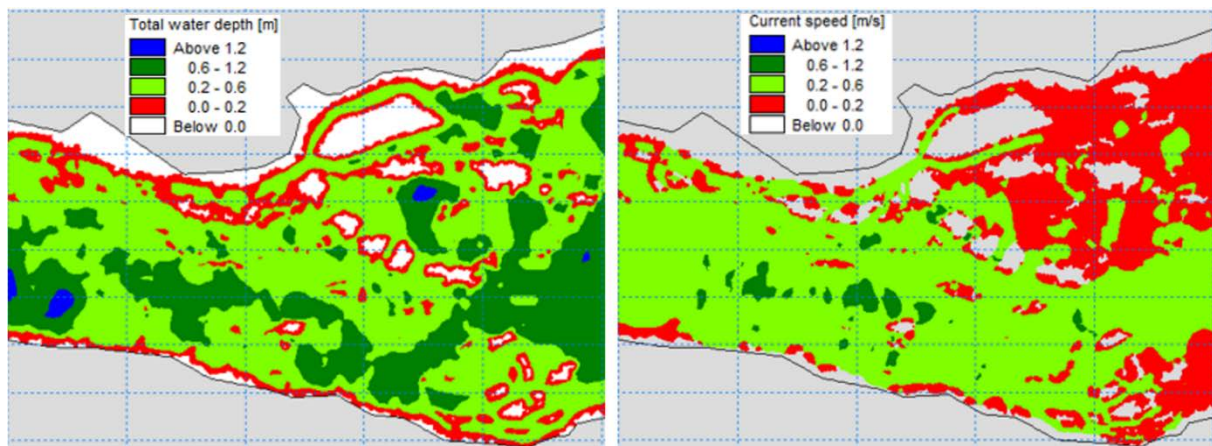 Total water depth [m]
Above 1.2
0.6 - 1.2
0.2 - 0.6
0.0 - 0.2
Below 0.0
Current speed [m/s]
Above 1.2
0.6 - 1.2
0.2 - 0.6
0.0 - 0.2
Below 0.0